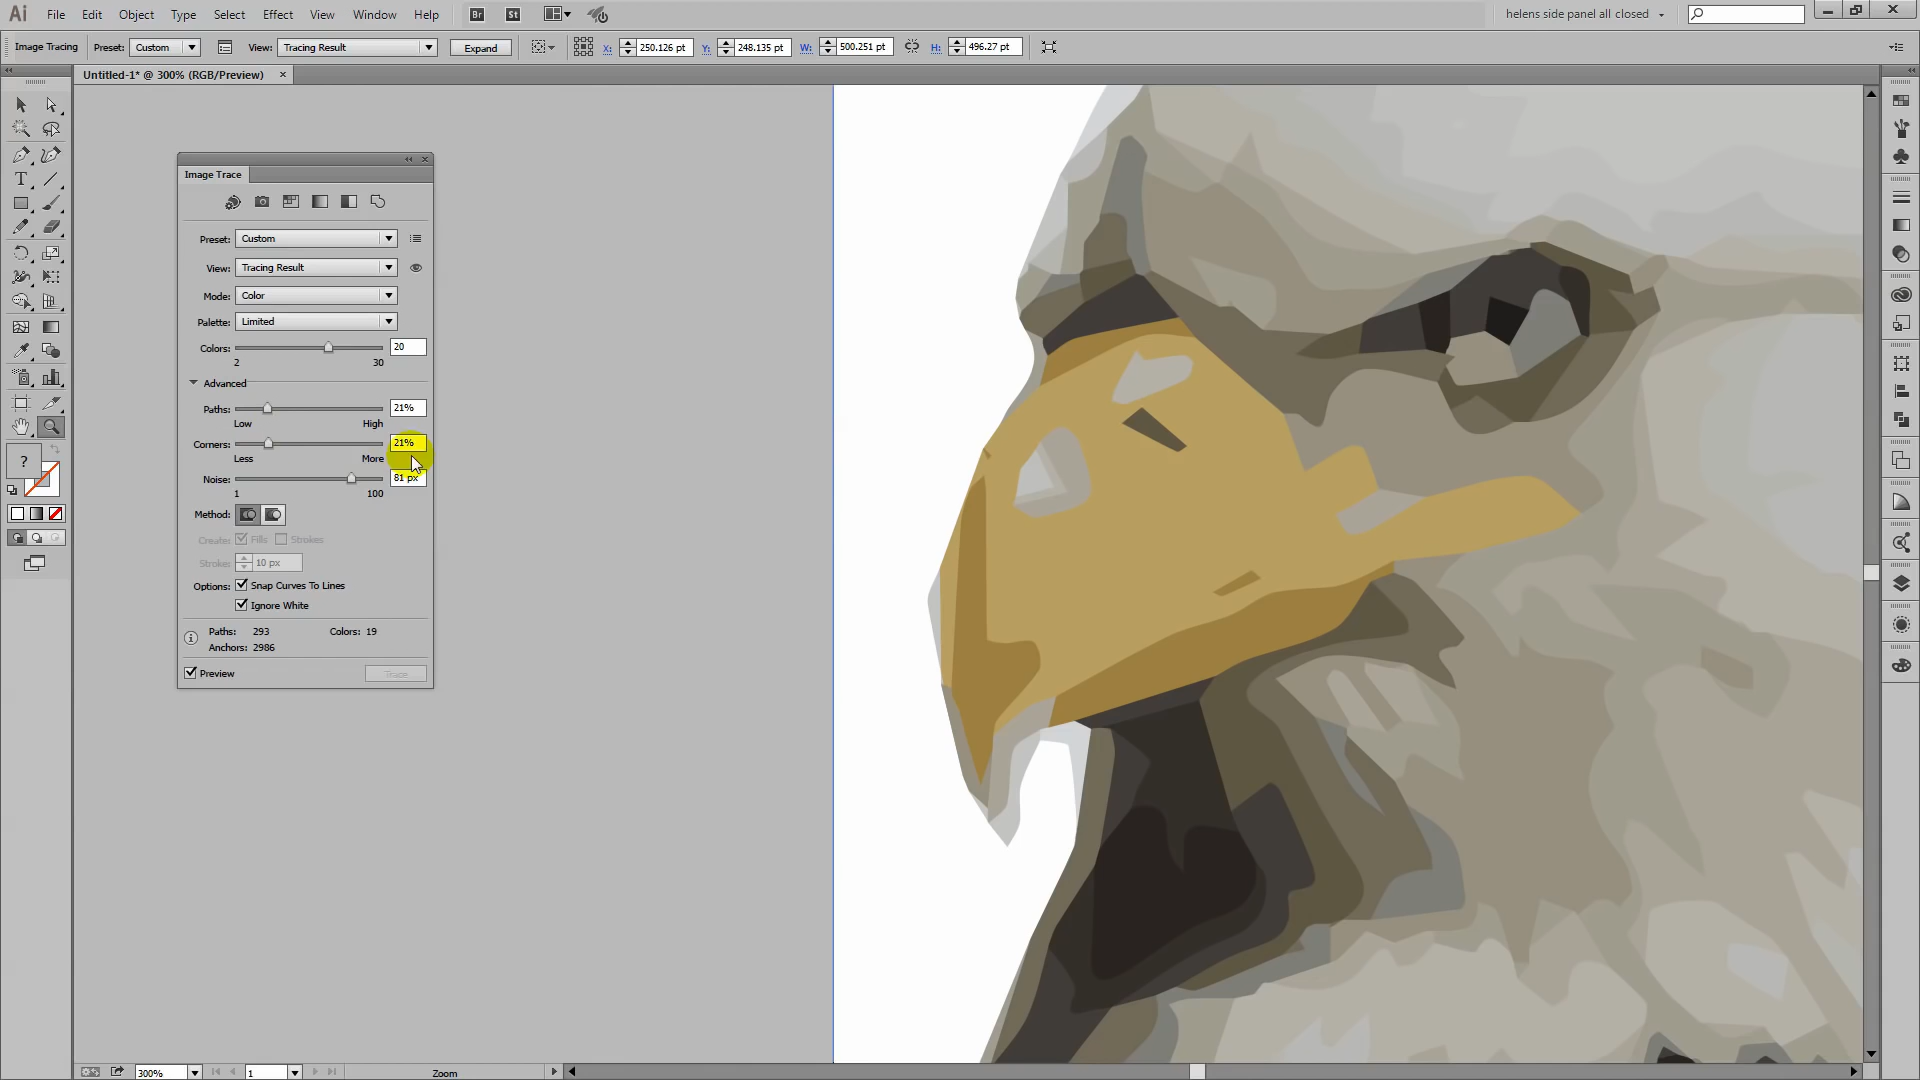 Ai File Edit Object Type Select Effect View Window Help Br St helens side panel all closed
Image Tracing Preset: Custom View: Tracing Result Expand X: 250.126 pt Y: 248.135 pt W: 500.251 pt H: 496.27 pt
Untitled-1* @ 300% (RGB/Preview)
Image Trace
Preset: Custom
View: Tracing Result
Mode: Color
Palette: Limited
Colors: 20
2 30
Advanced
Paths: 21%
Low High
Corners: 21%
Less More
Noise: 81 px
1 100
Method:
Create: Fills Strokes
Stroke: 10 px
Options: Snap Curves To Lines
Ignore White
Paths: 293 Colors: 19
Anchors: 2986
Preview Trace
T
?
300% 1 Zoom